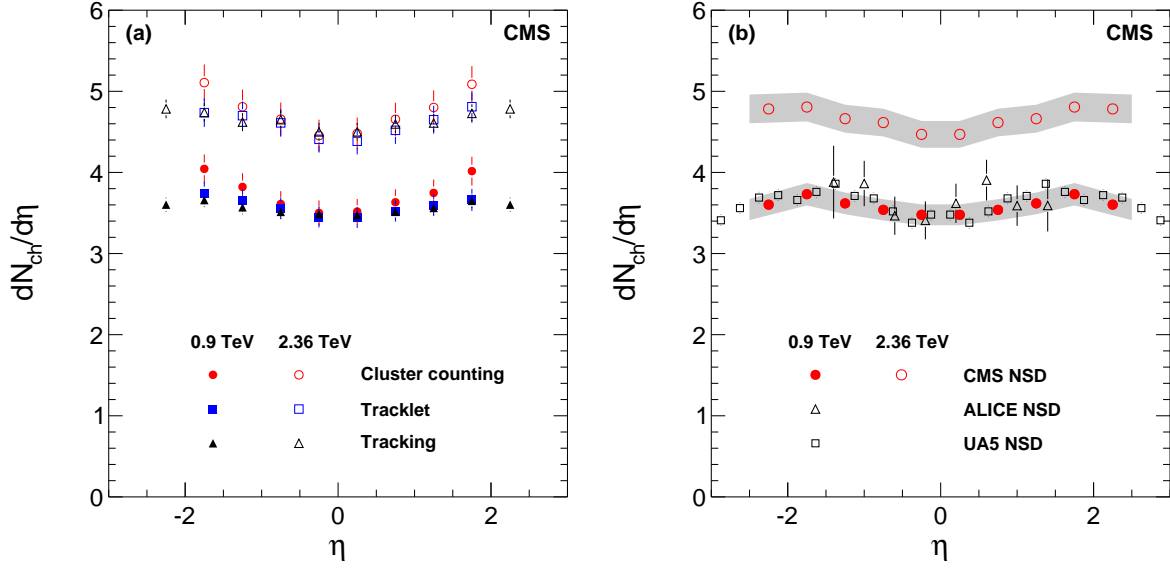 (a)
CMS
dN_ch/dη
6
5
4
3
2
1
0
0.9 TeV 2.36 TeV
Cluster counting
Tracklet
Tracking
-2 0 2
η
(b)
CMS
dN_ch/dη
6
5
4
3
2
1
0
0.9 TeV 2.36 TeV
CMS NSD
ALICE NSD
UA5 NSD
-2 0 2
η